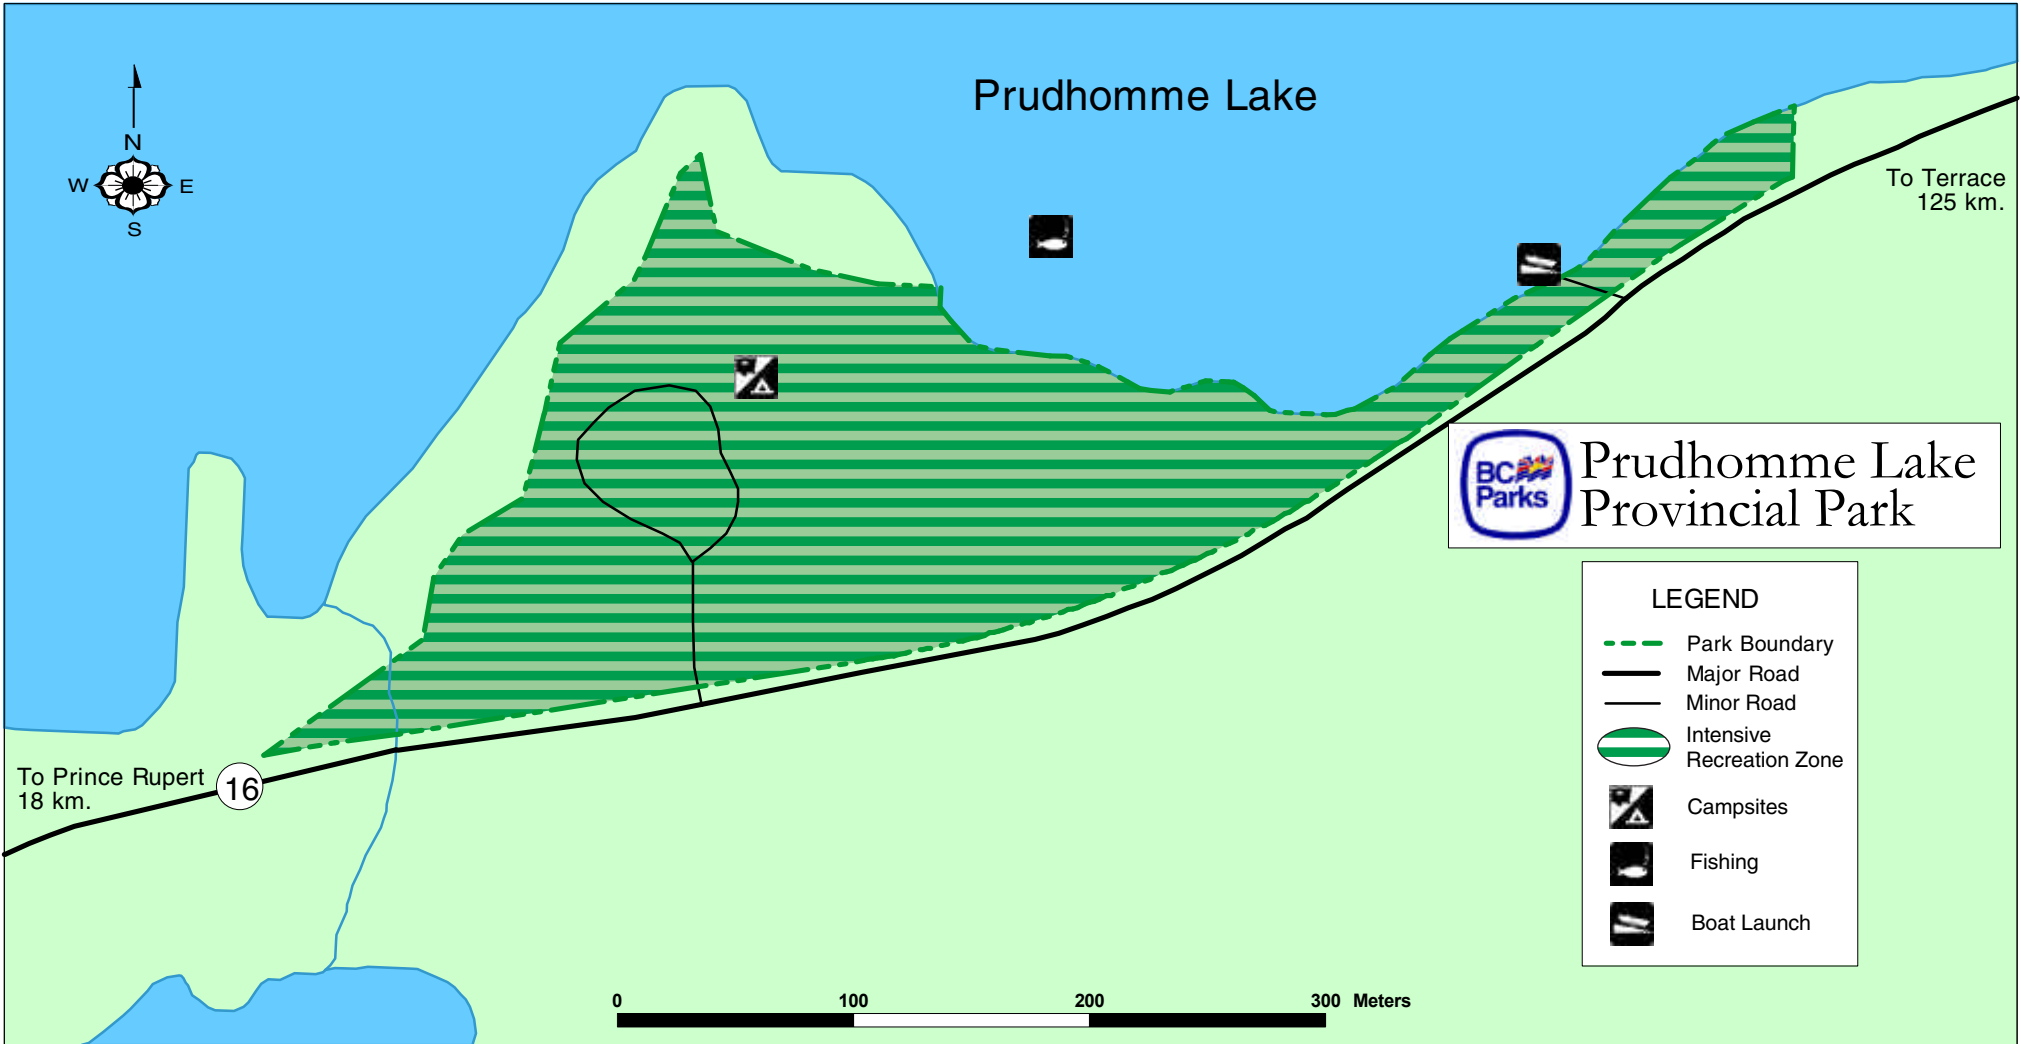 Prudhomme Lake
N
W
E
S
To Terrace
125 km.
BC
Parks
Prudhomme Lake
Provincial Park
LEGEND
Park Boundary
Major Road
Minor Road
Intensive
Recreation Zone
Campsites
Fishing
Boat Launch
To Prince Rupert
18 km.
16
0 100 200 300 Meters